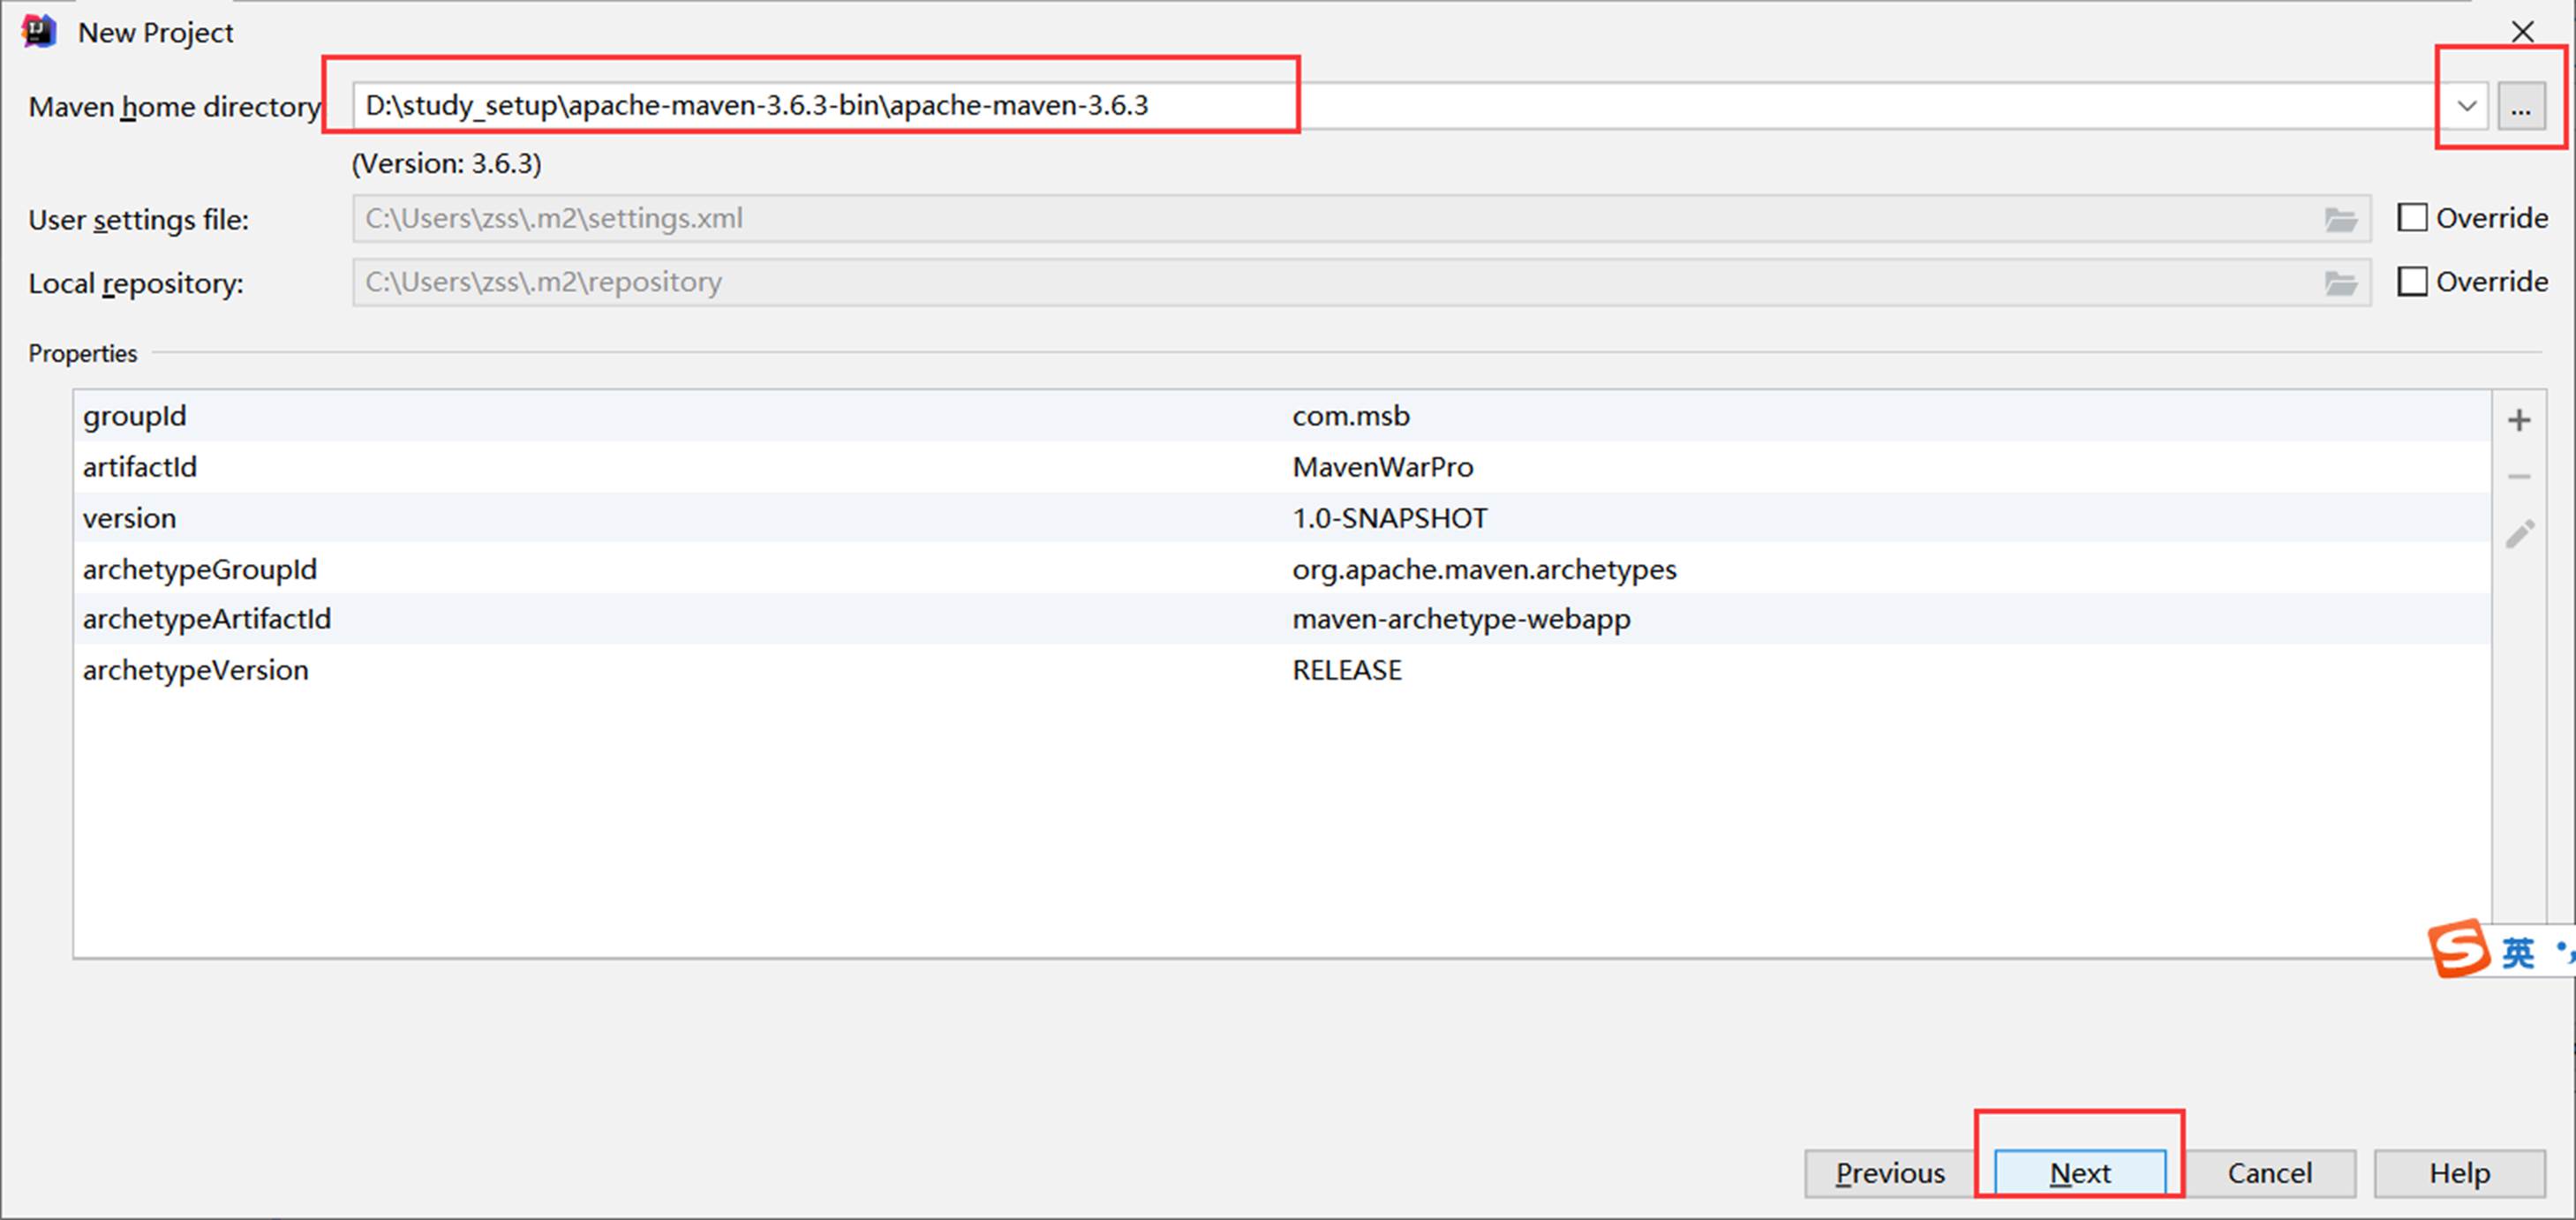 New Project
Maven home directory D:\study_setup\apache-maven-3.6.3-bin\apache-maven-3.6.3 ...
(Version: 3.6.3)
User settings file: C:\Users\zss\.m2\settings.xml Override
Local repository: C:\Users\zss\.m2\repository Override
Properties
groupId com.msb
artifactId MavenWarPro
version 1.0-SNAPSHOT
archetypeGroupId org.apache.maven.archetypes
archetypeArtifactId maven-archetype-webapp
archetypeVersion RELEASE
S 英
Previous Next Cancel Help